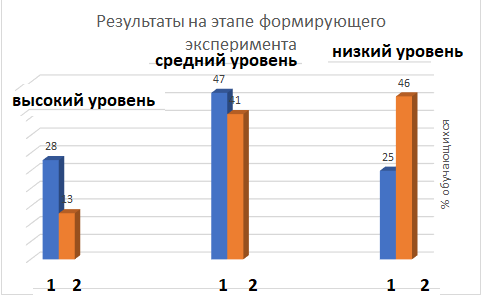 Результаты на этапе формирующего
эксперимента
средний уровень
низкий уровень
высокий уровень
47
41
46
28
13
25
% обучающихся
1 2 1 2 1 2